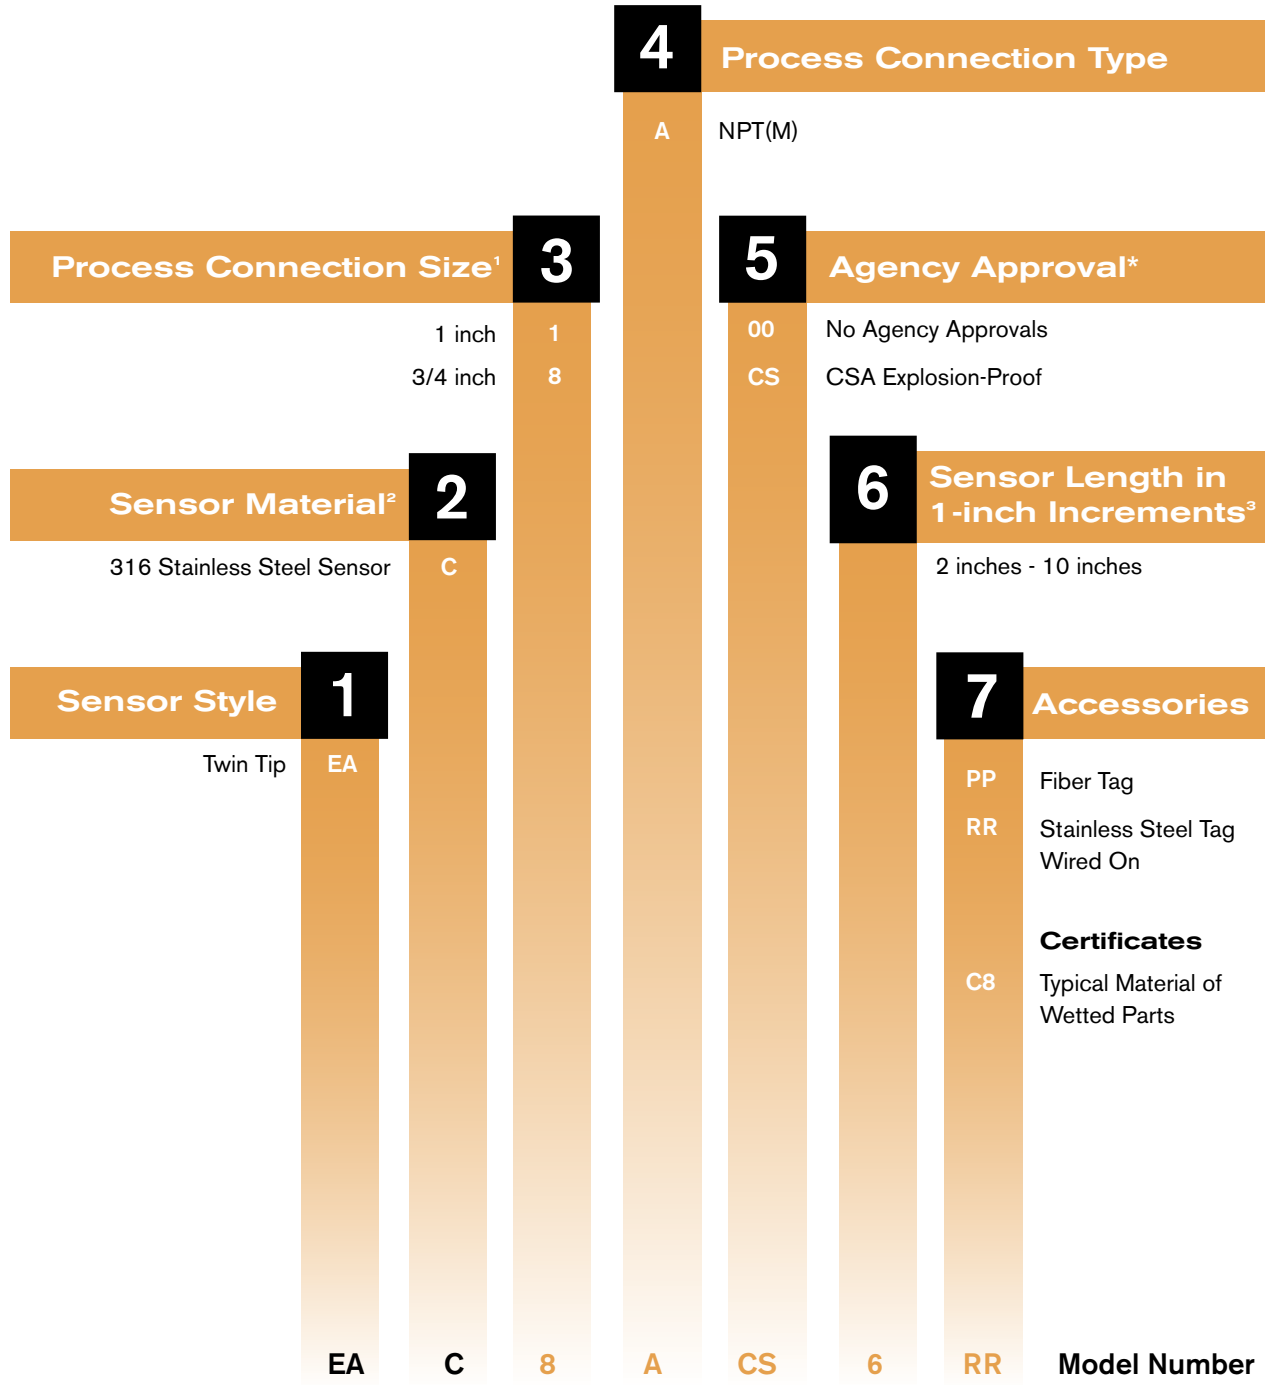 4 Process Connection Type
A NPT(M)
Process Connection Size¹ 3
1 inch 1
3/4 inch 8
5 Agency Approval*
00 No Agency Approvals
CS CSA Explosion-Proof
Sensor Material² 2
316 Stainless Steel Sensor C
6 Sensor Length in
1-inch Increments³
2 inches - 10 inches
Sensor Style 1
Twin Tip EA
7 Accessories
PP Fiber Tag
RR Stainless Steel Tag
Wired On
Certificates
C8 Typical Material of
Wetted Parts
EA C 8 A CS 6 RR Model Number